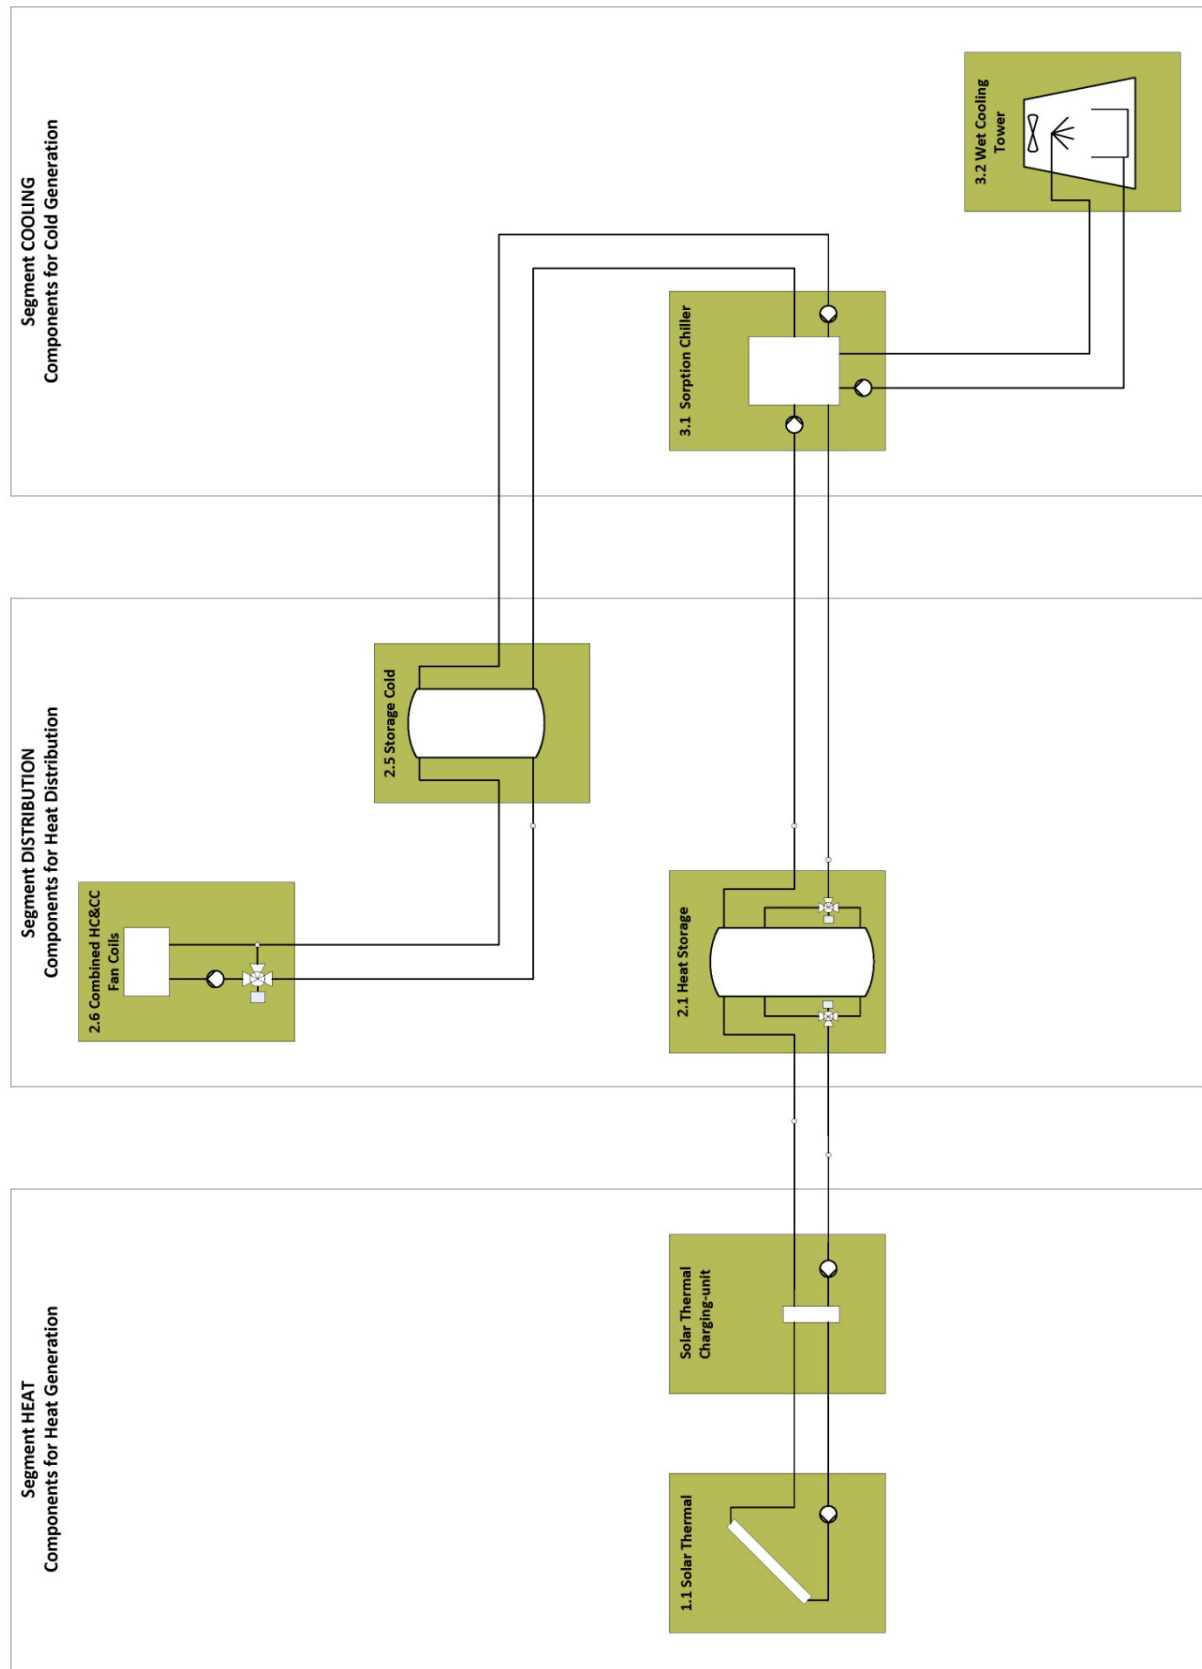 Segment HEAT
Components for Heat Generation
1.1 Solar Thermal
Solar Thermal
Charging-unit
Segment DISTRIBUTION
Components for Heat Distribution
2.6 Combined HC&CC
Fan Coils
2.5 Storage Cold
2.1 Heat Storage
Segment COOLING
Components for Cold Generation
3.1 Sorption Chiller
3.2 Wet Cooling
Tower